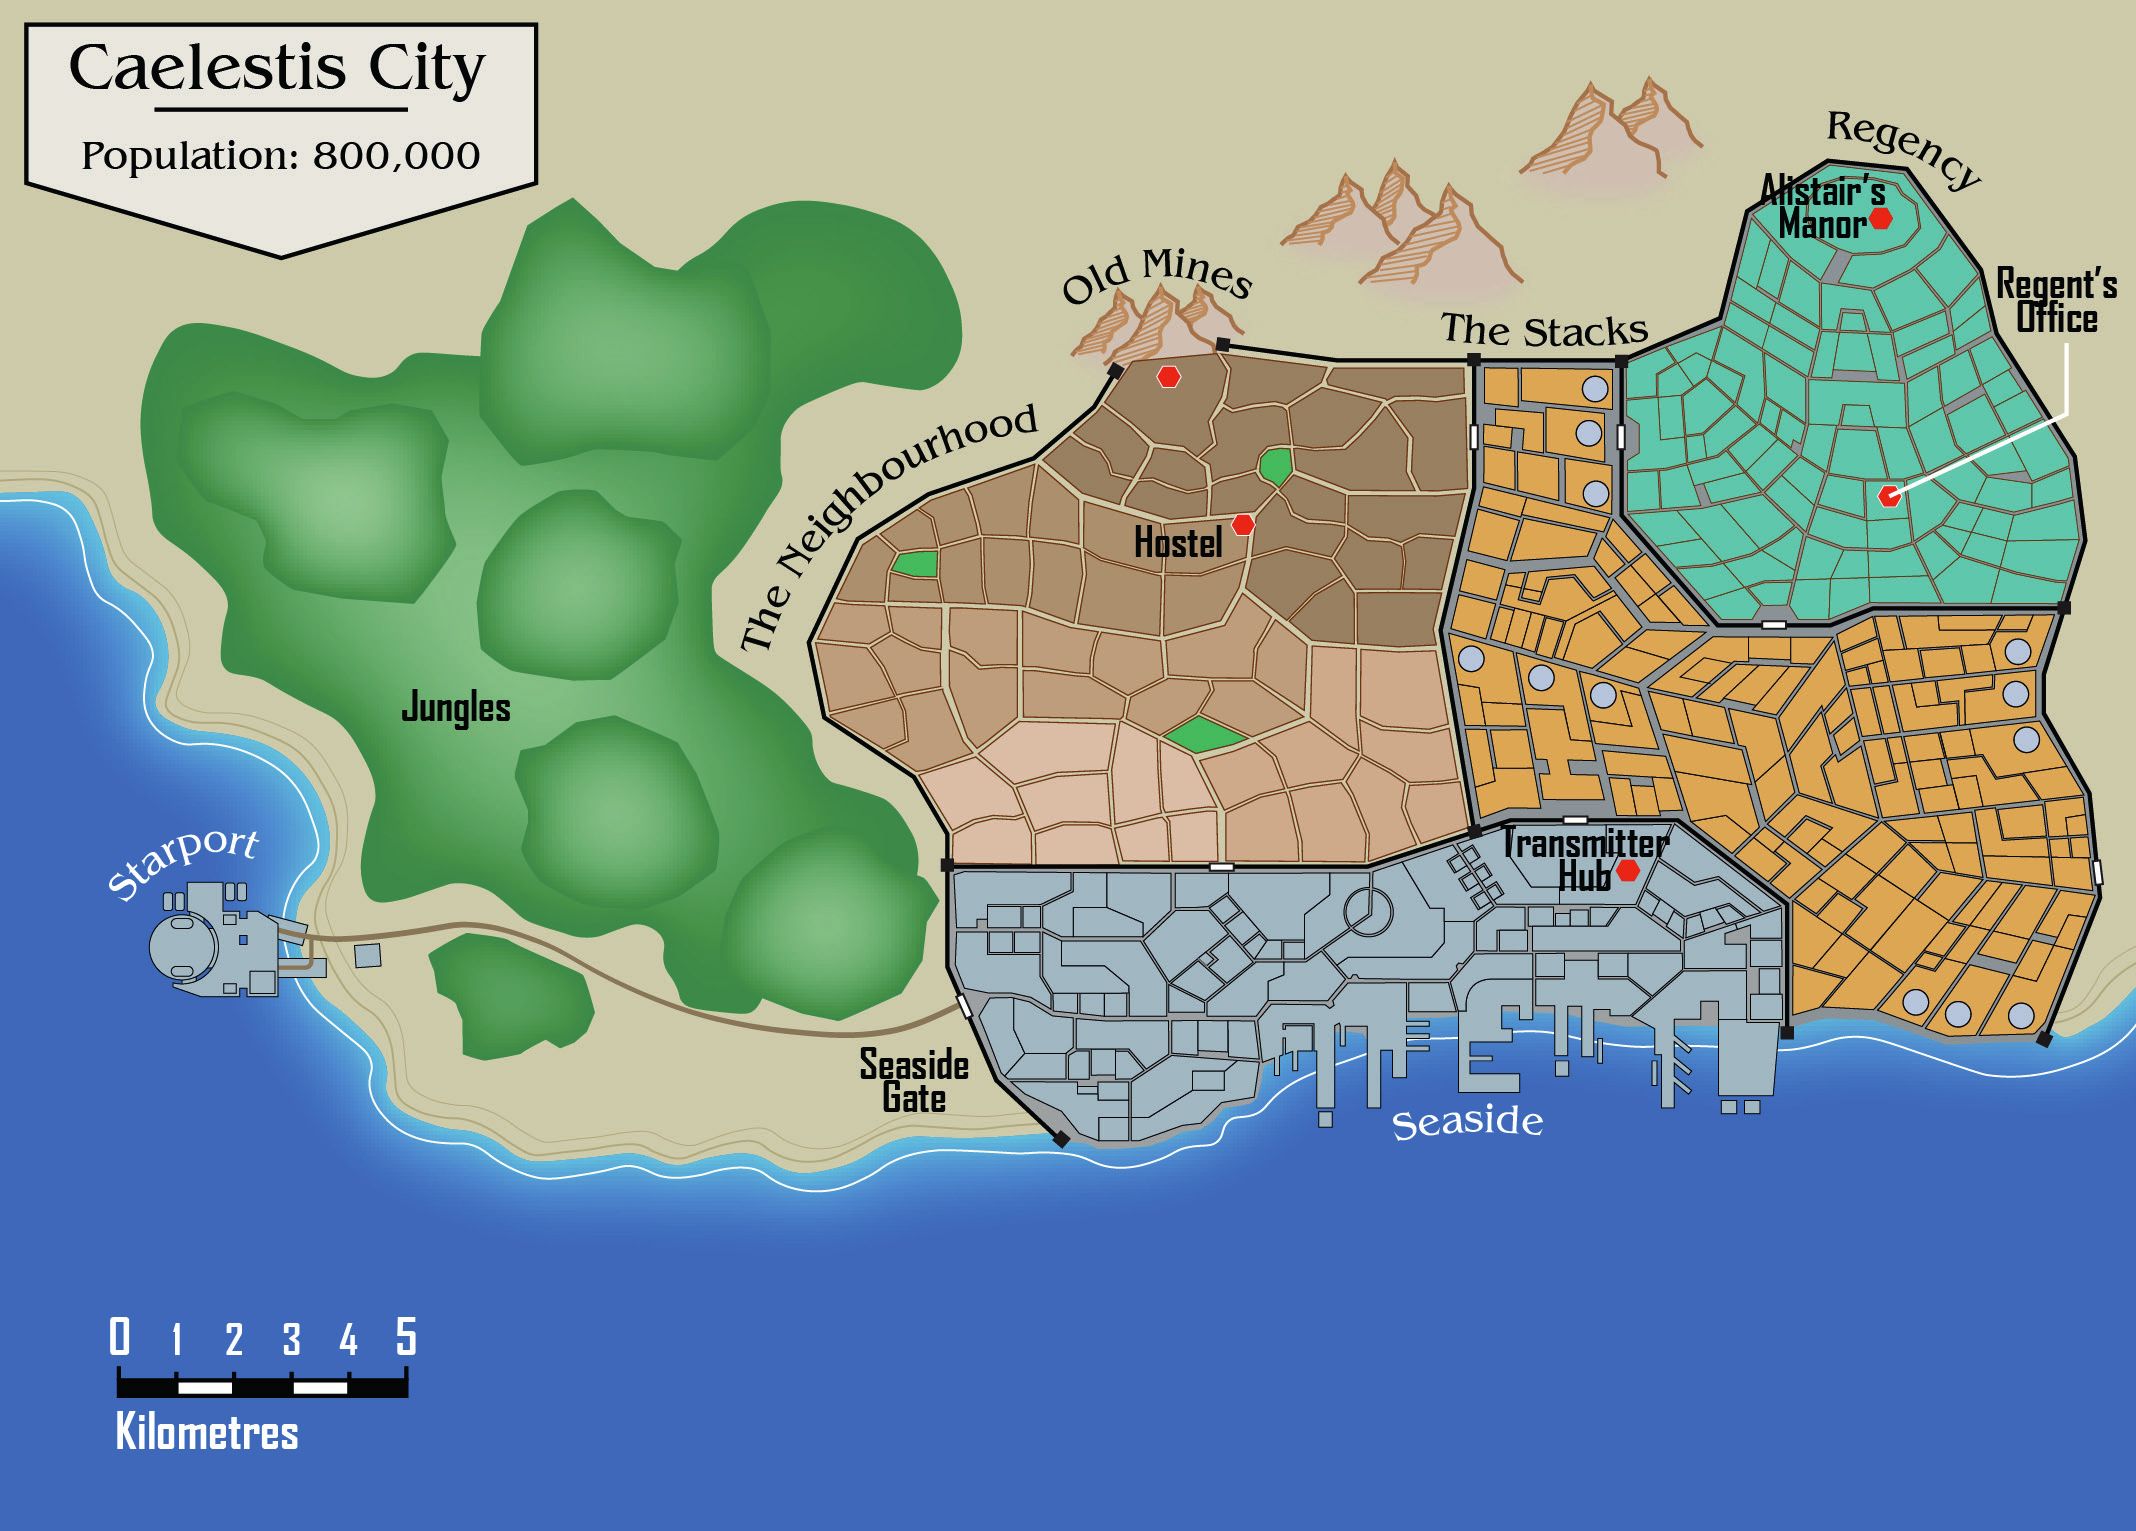 Caelestis City
Population: 800,000
Regency
Alistair's
Manor
Regent's
Office
Old Mines
The Stacks
The Neighbourhood
Hostel
Jungles
Starport
Transmitter
Hub
Seaside
Gate
Seaside
0 1 2 3 4 5
Kilometres